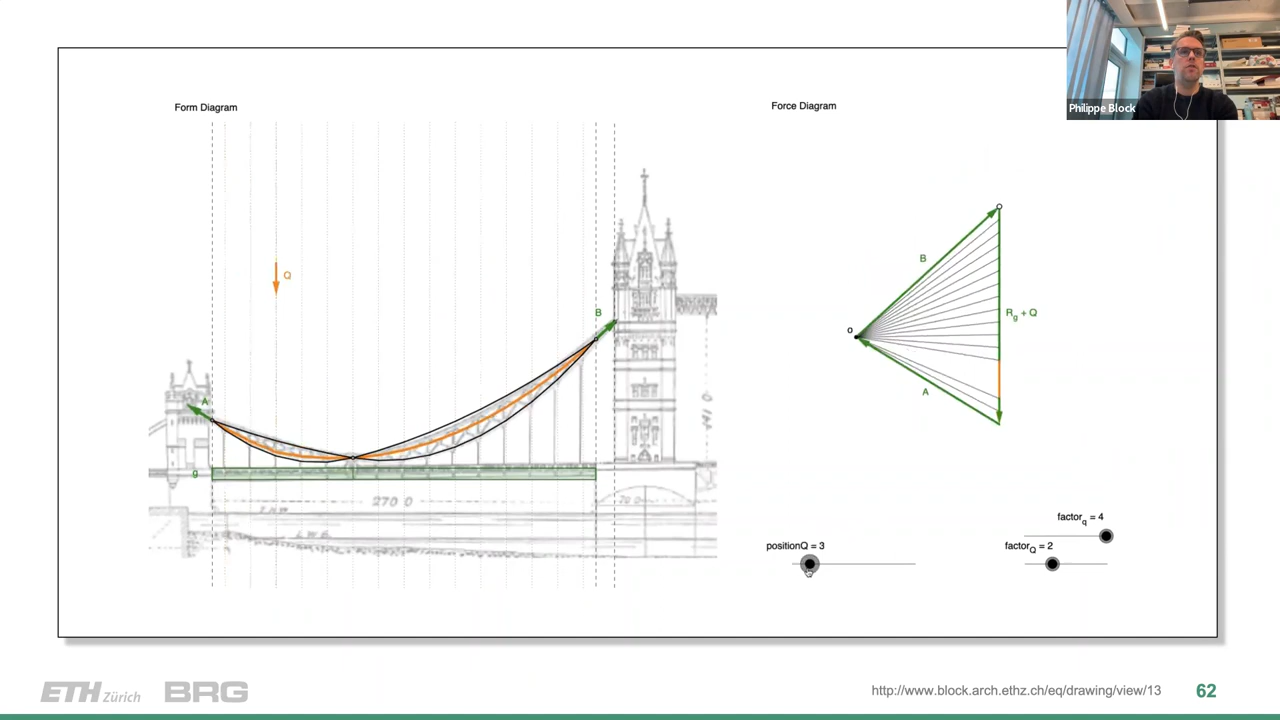 Philippe Block
Form Diagram
Force Diagram
Q
B
A
g
270 0
B
o
R_g + Q
A
factor_q = 4
positionQ = 3
factor_Q = 2
ETH Zürich BRG
http://www.block.arch.ethz.ch/eq/drawing/view/13
62